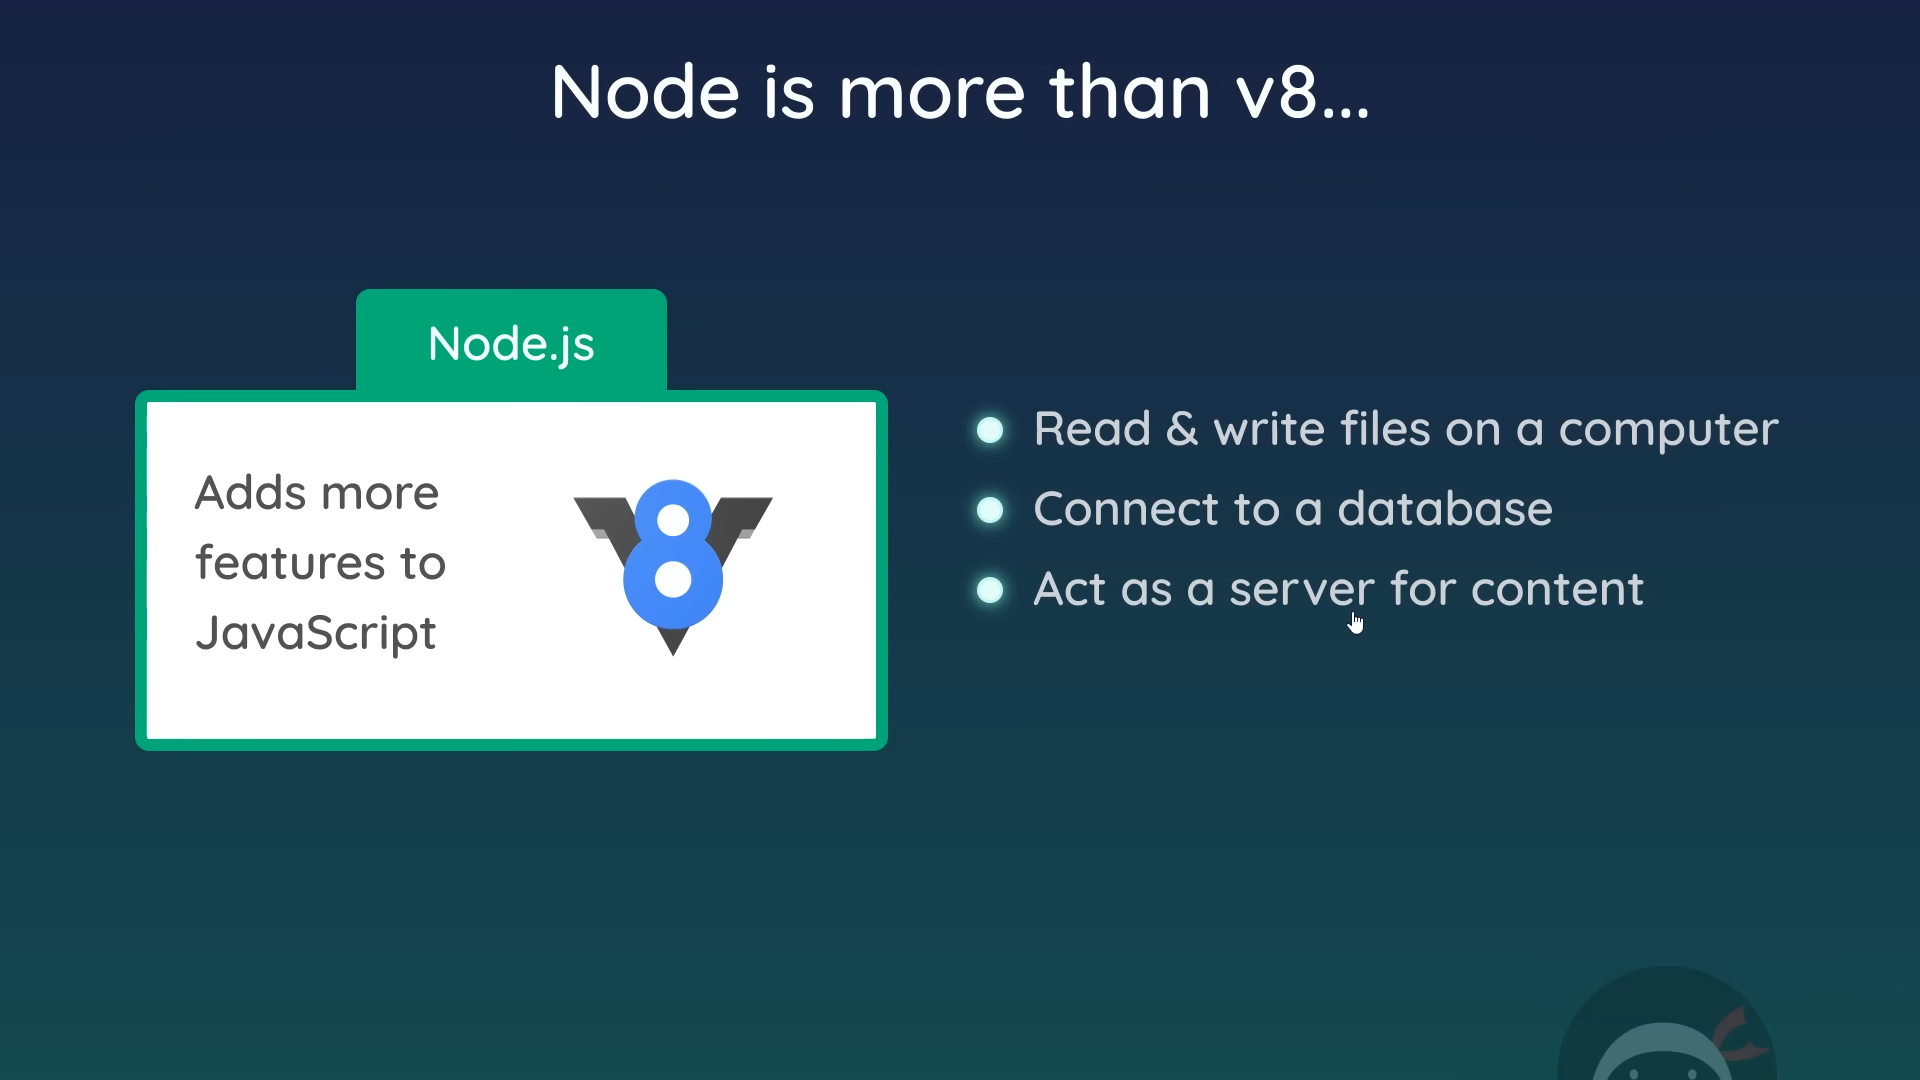 Node is more than v8...
Node.js
Adds more
features to
JavaScript
8
Read & write files on a computer
Connect to a database
Act as a server for content